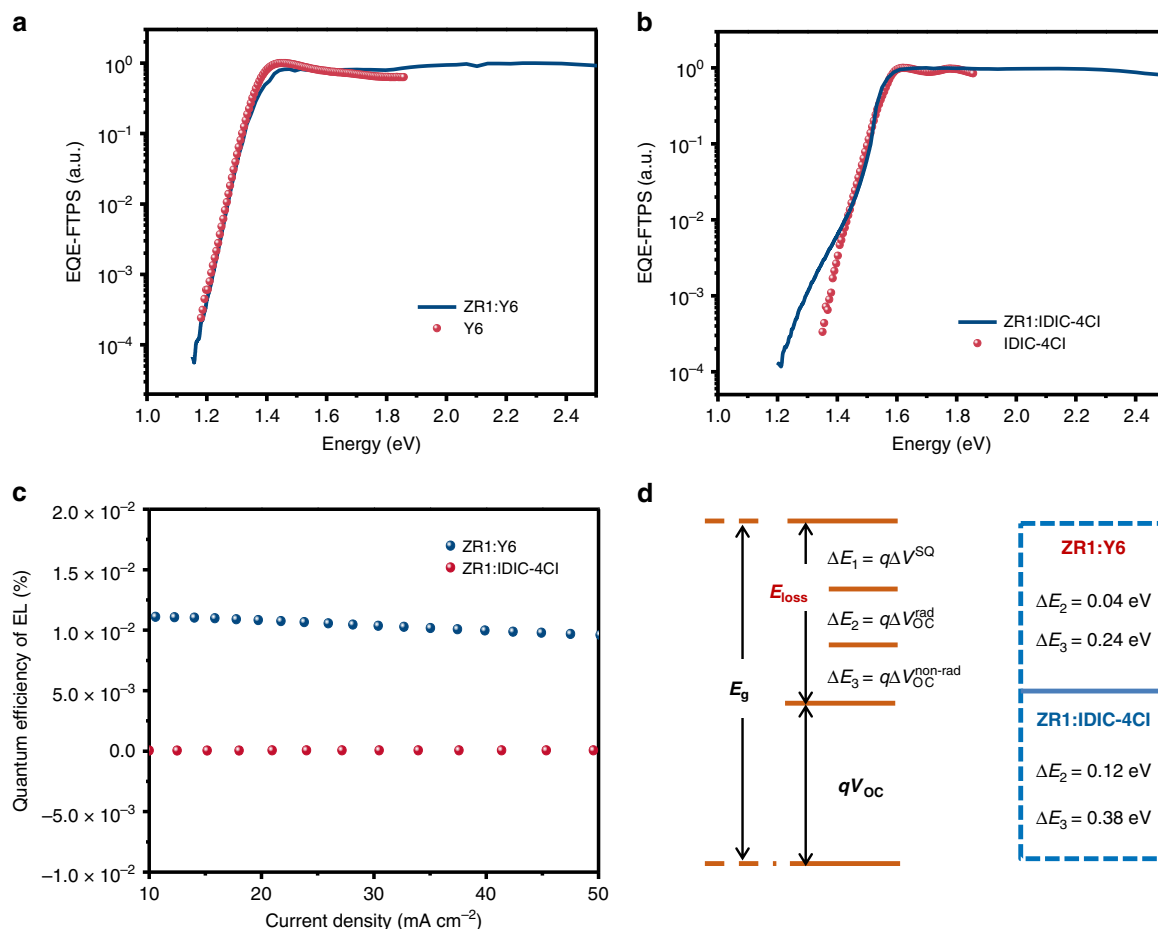 a
EQE-FTPS (a.u.)
10⁰
10⁻¹
10⁻²
10⁻³
10⁻⁴
ZR1:Y6
Y6
1.0 1.2 1.4 1.6 1.8 2.0 2.2 2.4
Energy (eV)
b
EQE-FTPS (a.u.)
10⁰
10⁻¹
10⁻²
10⁻³
10⁻⁴
ZR1:IDIC-4Cl
IDIC-4Cl
1.0 1.2 1.4 1.6 1.8 2.0 2.2 2.4
Energy (eV)
c
Quantum efficiency of EL (%)
2.0 × 10⁻²
1.5 × 10⁻²
1.0 × 10⁻²
5.0 × 10⁻³
0.0
−5.0 × 10⁻³
−1.0 × 10⁻²
ZR1:Y6
ZR1:IDIC-4Cl
10 20 30 40 50
Current density (mA cm⁻²)
d
E_g
E_loss
ΔE₁ = qΔV^SQ
ΔE₂ = qΔV_OC^rad
ΔE₃ = qΔV_OC^non-rad
qV_OC
ZR1:Y6
ΔE₂ = 0.04 eV
ΔE₃ = 0.24 eV
ZR1:IDIC-4Cl
ΔE₂ = 0.12 eV
ΔE₃ = 0.38 eV